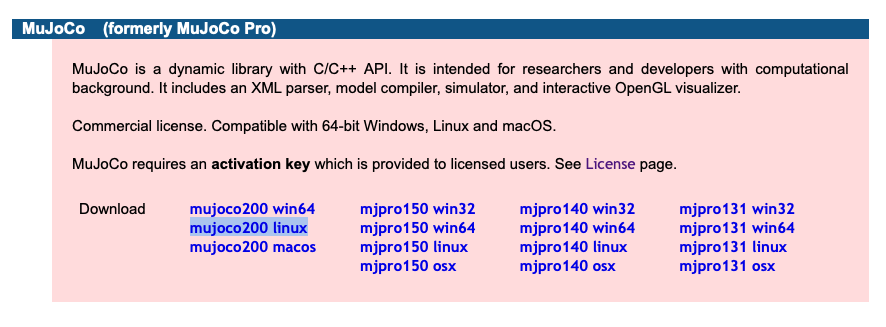 MuJoCo (formerly MuJoCo Pro)
MuJoCo is a dynamic library with C/C++ API. It is intended for researchers and developers with computational
background. It includes an XML parser, model compiler, simulator, and interactive OpenGL visualizer.
Commercial license. Compatible with 64-bit Windows, Linux and macOS.
MuJoCo requires an activation key which is provided to licensed users. See License page.
Download mujoco200 win64 mjpro150 win32 mjpro140 win32 mjpro131 win32
mujoco200 linux mjpro150 win64 mjpro140 win64 mjpro131 win64
mujoco200 macos mjpro150 linux mjpro140 linux mjpro131 linux
mjpro150 osx mjpro140 osx mjpro131 osx